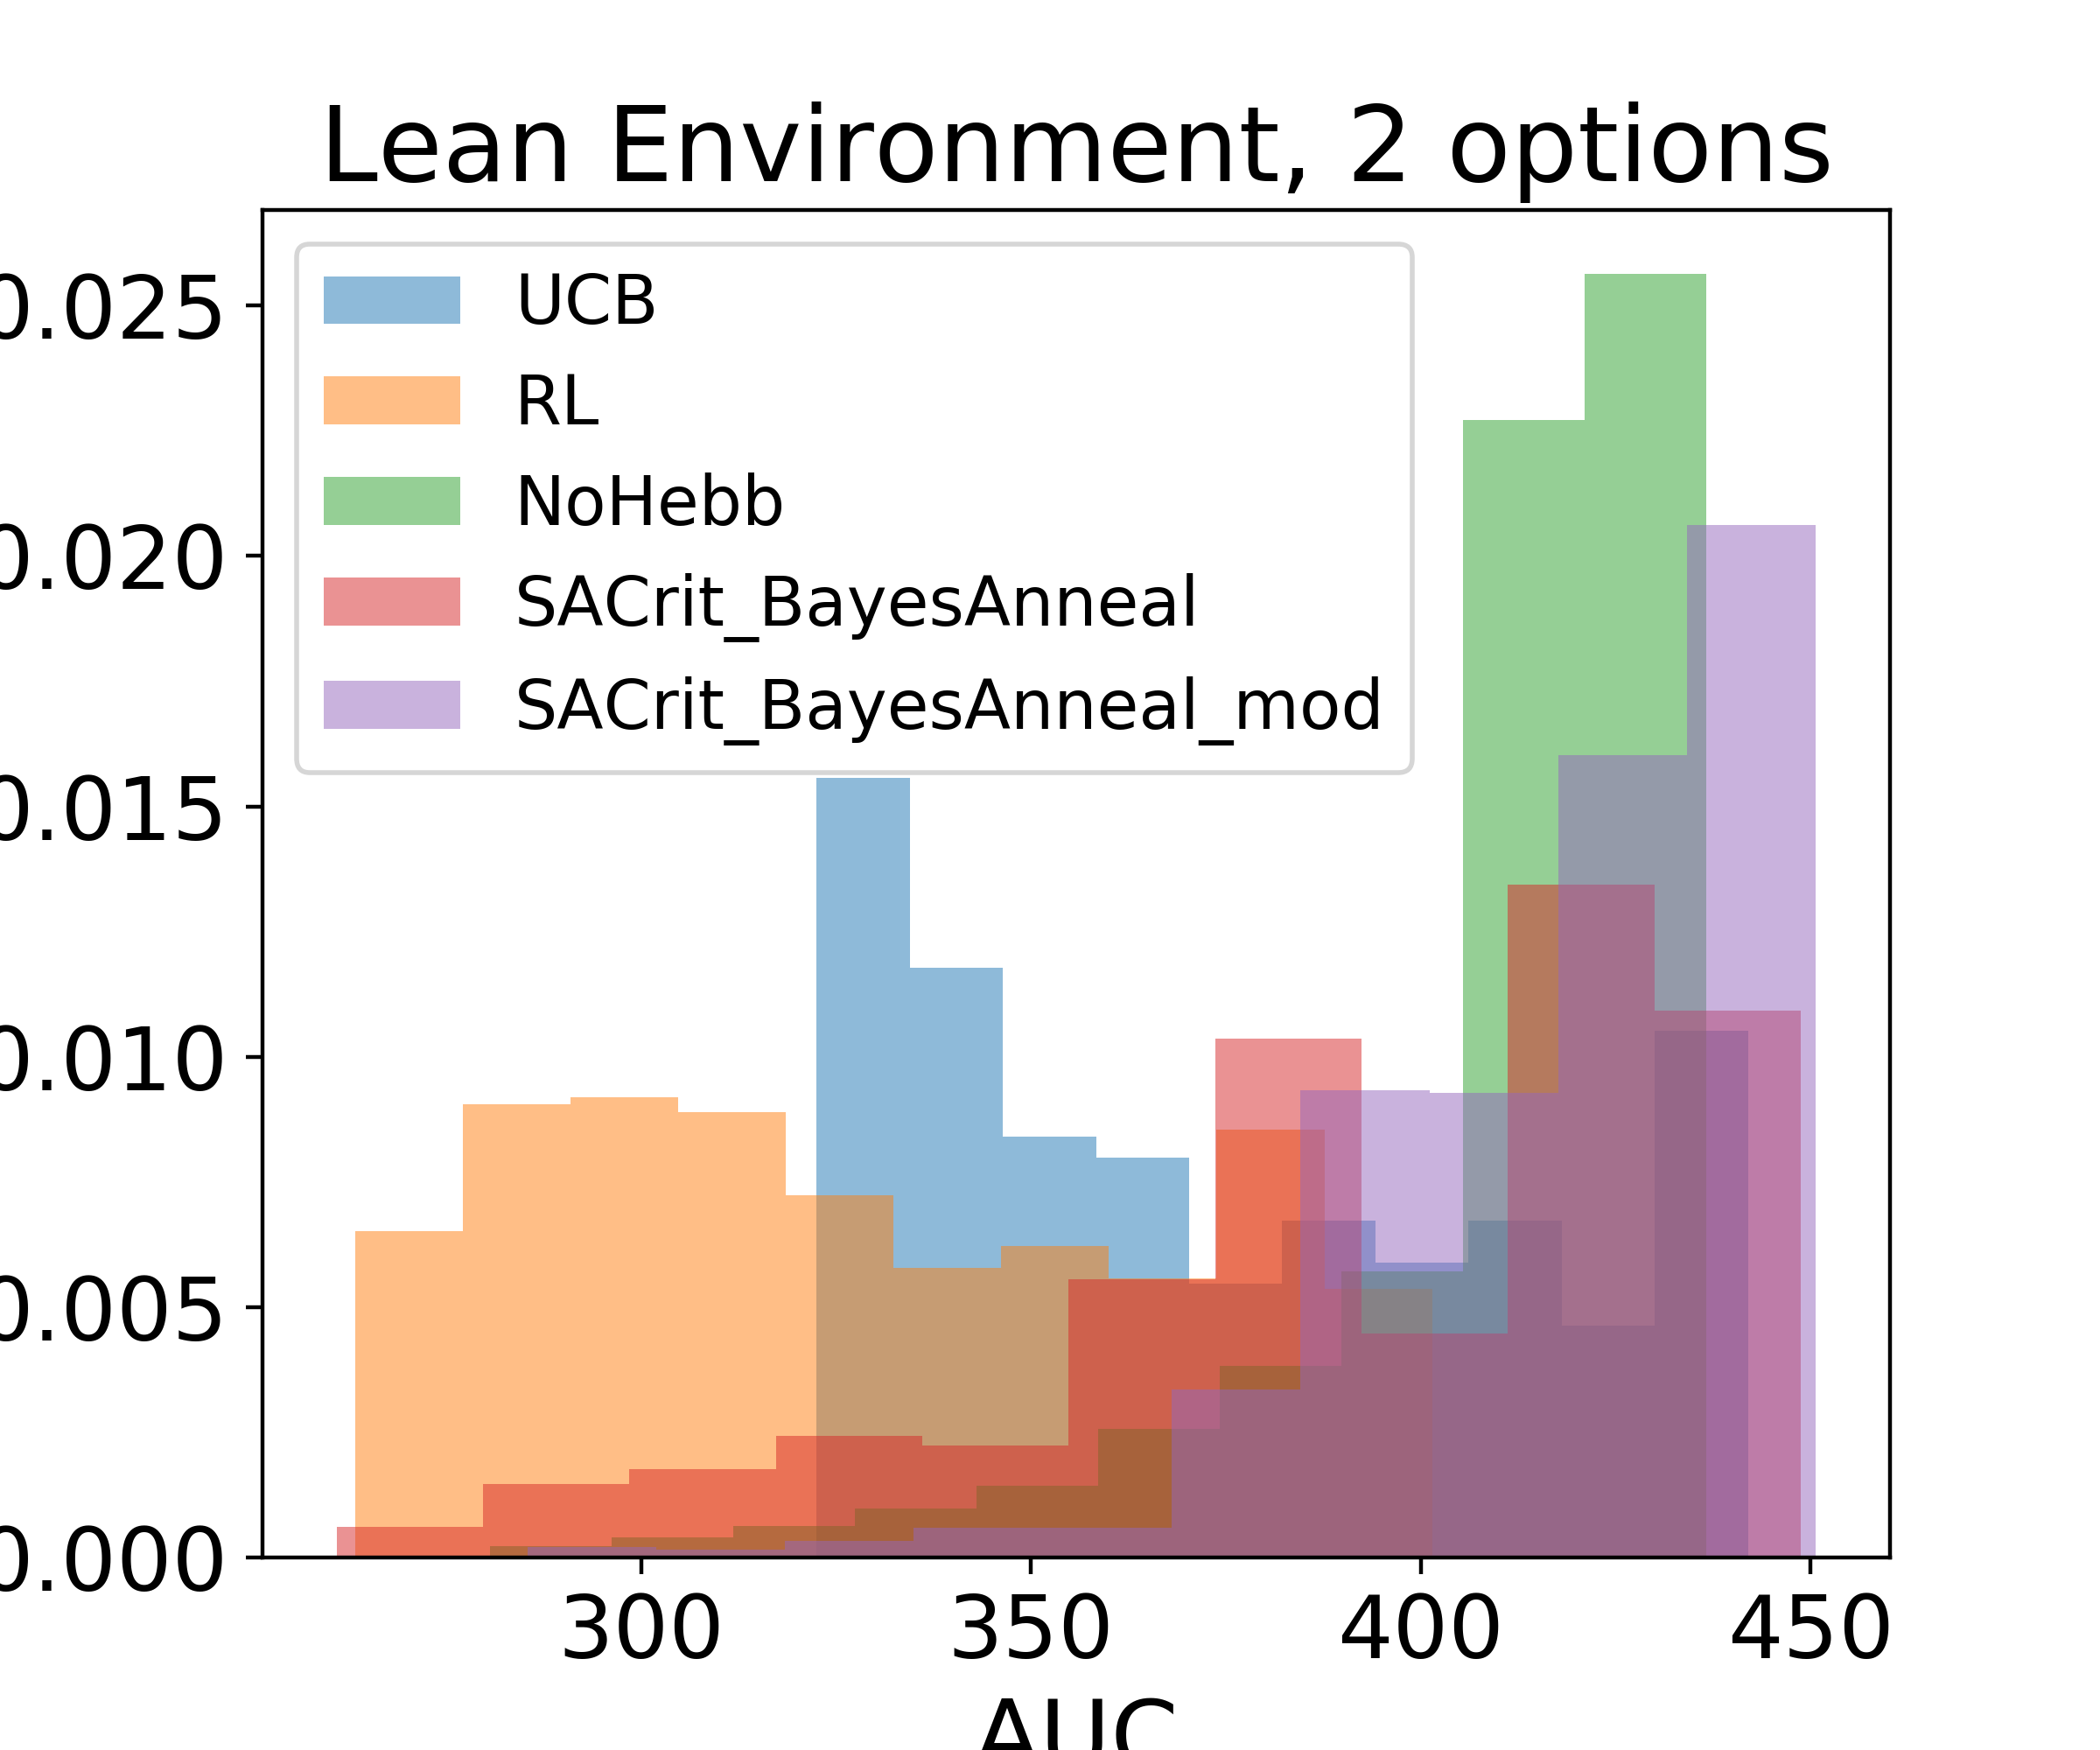 Lean Environment, 2 options
UCB
RL
NoHebb
SACrit_BayesAnneal
SACrit_BayesAnneal_mod
0.025
0.020
0.015
0.010
0.005
0.000
300 350 400 450
AUC